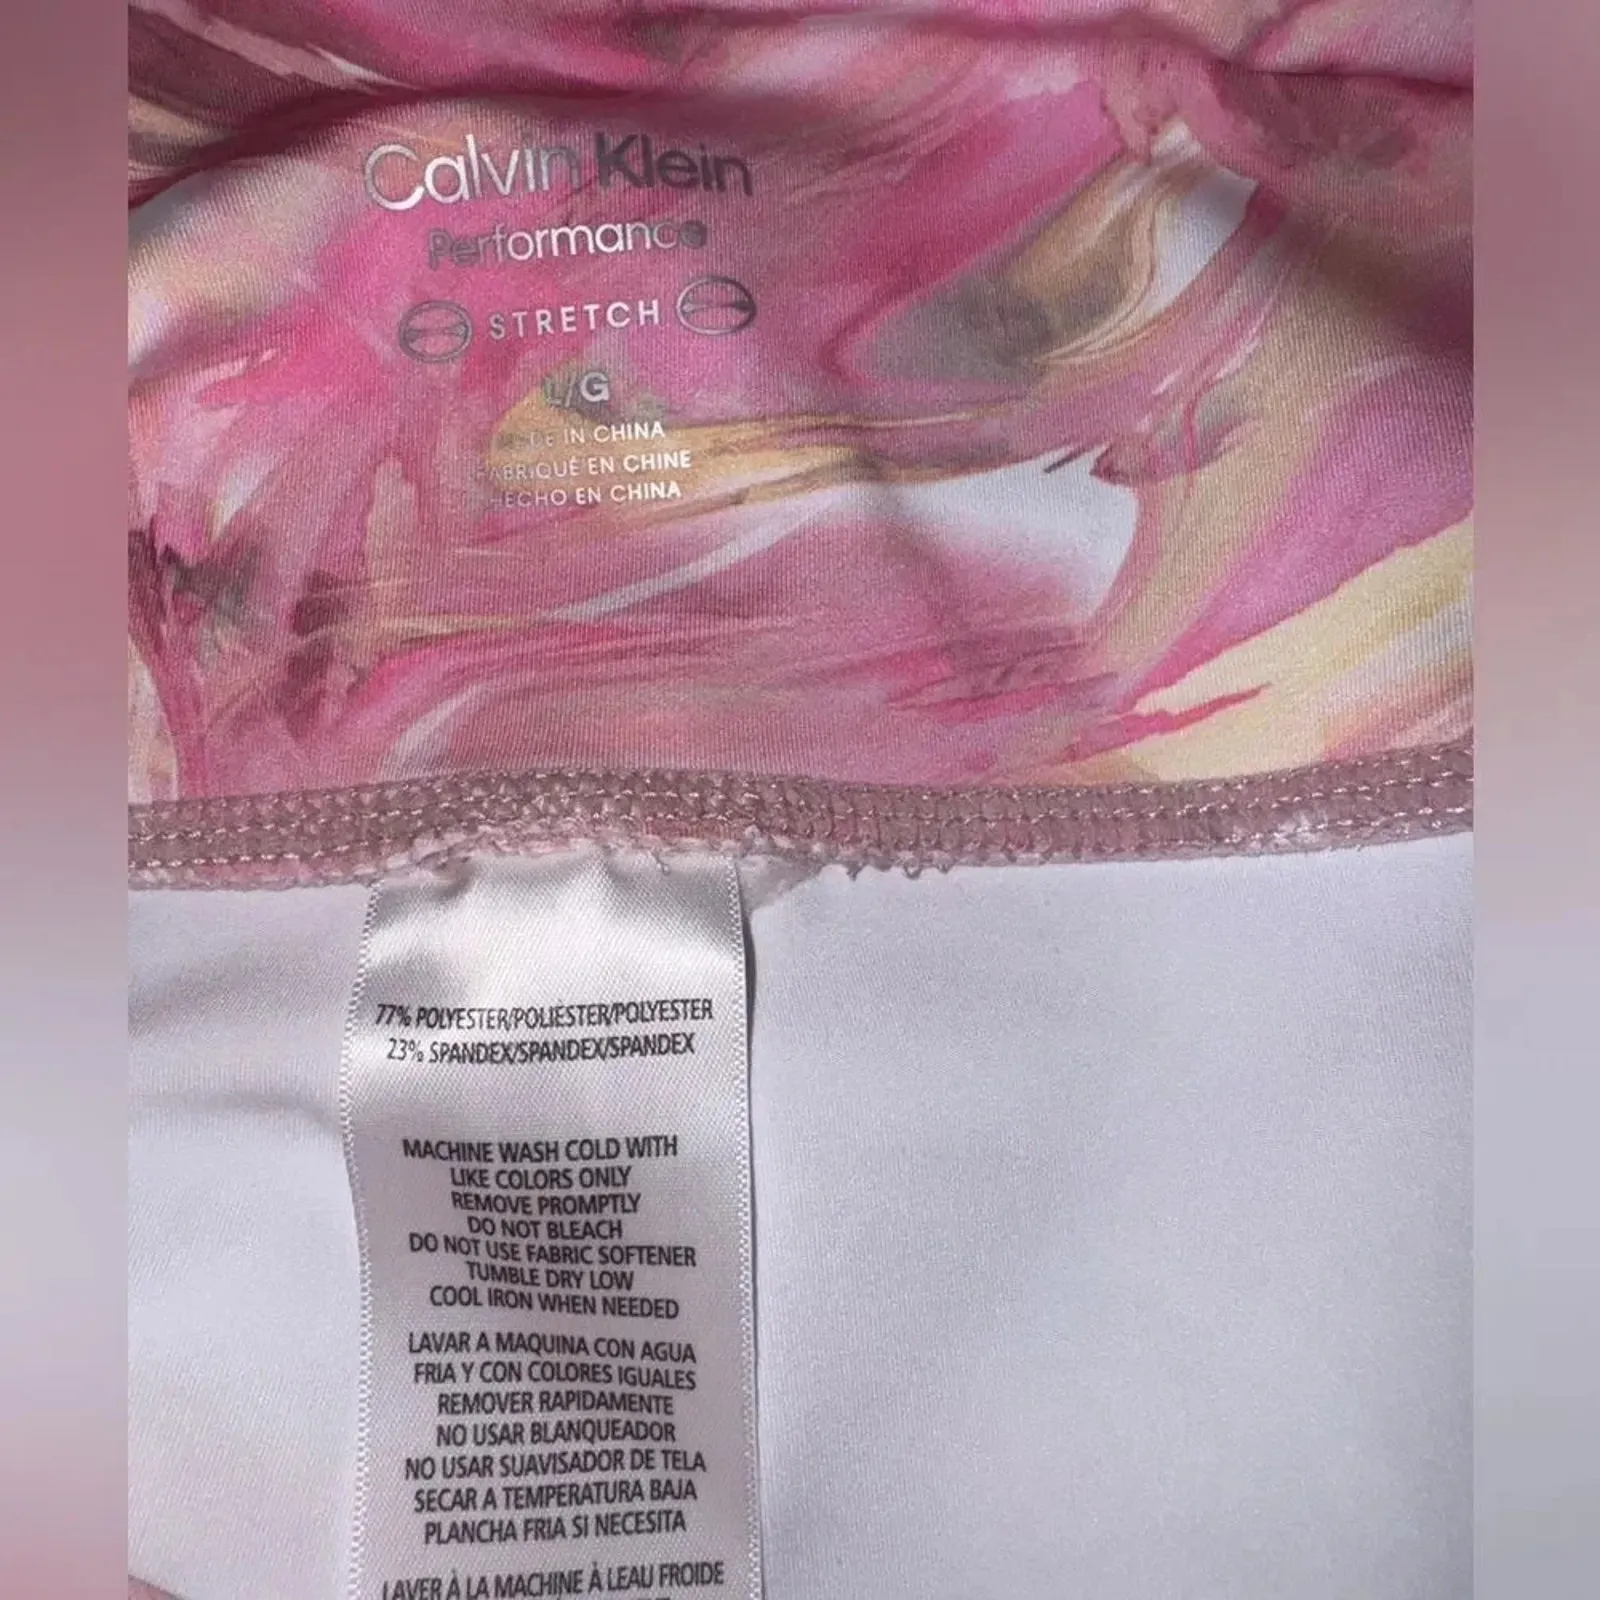 Calvin Klein
Performance
STRETCH
L/G
MADE IN CHINA
FABRIQUÉ EN CHINE
HECHO EN CHINA
77% POLYESTER/POLIÉSTER/POLYESTER
23% SPANDEX/SPANDEX/SPANDEX
MACHINE WASH COLD WITH
LIKE COLORS ONLY
REMOVE PROMPTLY
DO NOT BLEACH
DO NOT USE FABRIC SOFTENER
TUMBLE DRY LOW
COOL IRON WHEN NEEDED
LAVAR A MAQUINA CON AGUA
FRIA Y CON COLORES IGUALES
REMOVER RAPIDAMENTE
NO USAR BLANQUEADOR
NO USAR SUAVISADOR DE TELA
SECAR A TEMPERATURA BAJA
PLANCHA FRIA SI NECESITA
LAVER À LA MACHINE À LEAU FROIDE